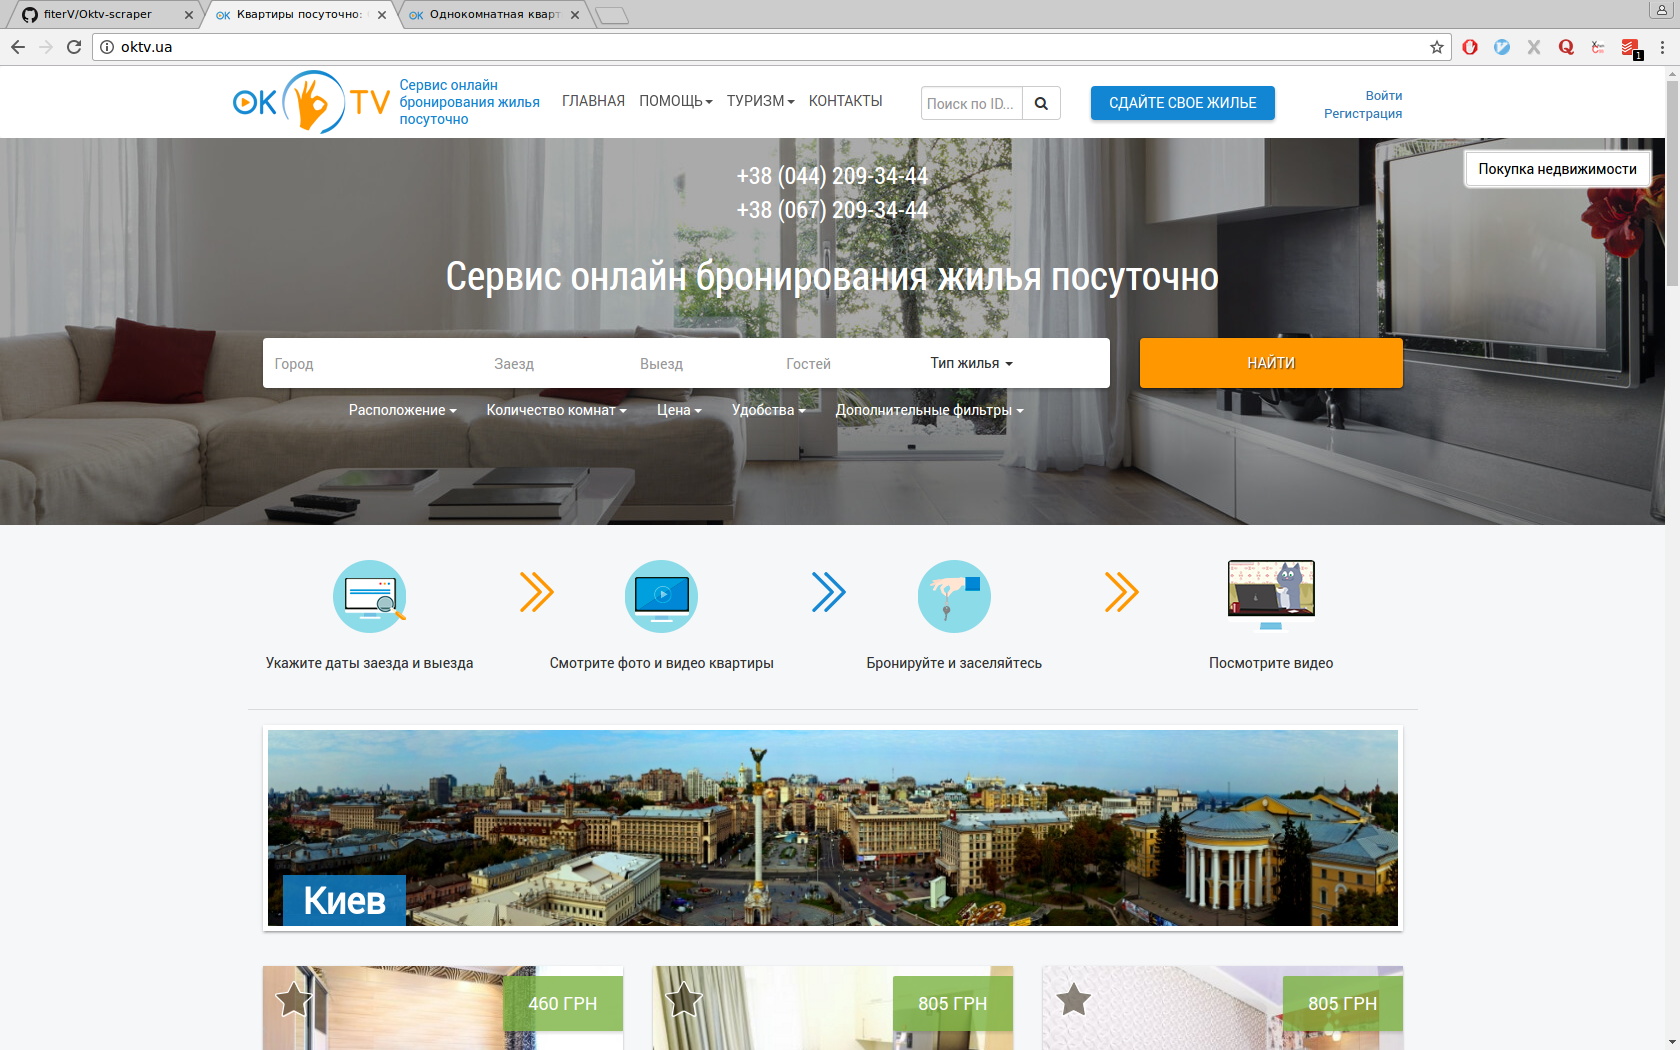 fiterV/Oktv-scraper
Квартиры посуточно:
Однокомнатная кварт
oktv.ua
1
OK TV
Сервис онлайн
бронирования жилья
посуточно
ГЛАВНАЯ ПОМОЩЬ ТУРИЗМ КОНТАКТЫ
Поиск по ID...
СДАЙТЕ СВОЕ ЖИЛЬЕ
Войти
Регистрация
+38 (044) 209-34-44
+38 (067) 209-34-44
Покупка недвижимости
Сервис онлайн бронирования жилья посуточно
Город Заезд Выезд Гостей Тип жилья НАЙТИ
Расположение Количество комнат Цена Удобства Дополнительные фильтры
Укажите даты заезда и выезда Смотрите фото и видео квартиры Бронируйте и заселяйтесь Посмотрите видео
Киев
460 ГРН 805 ГРН 805 ГРН